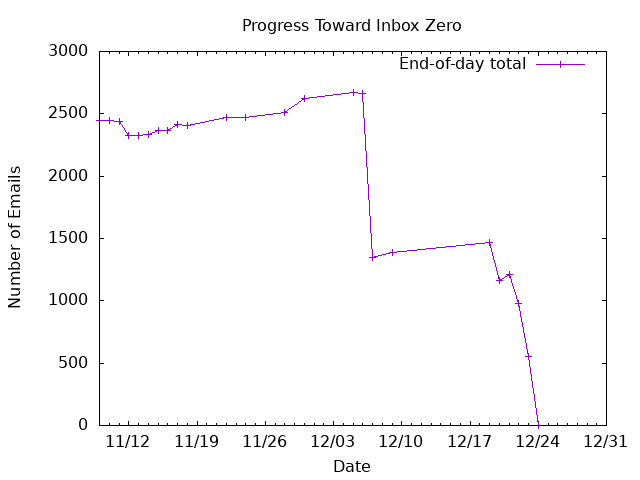 Progress Toward Inbox Zero
End-of-day total
3000
2500
2000
1500
1000
500
0
Number of Emails
11/12 11/19 11/26 12/03 12/10 12/17 12/24 12/31
Date